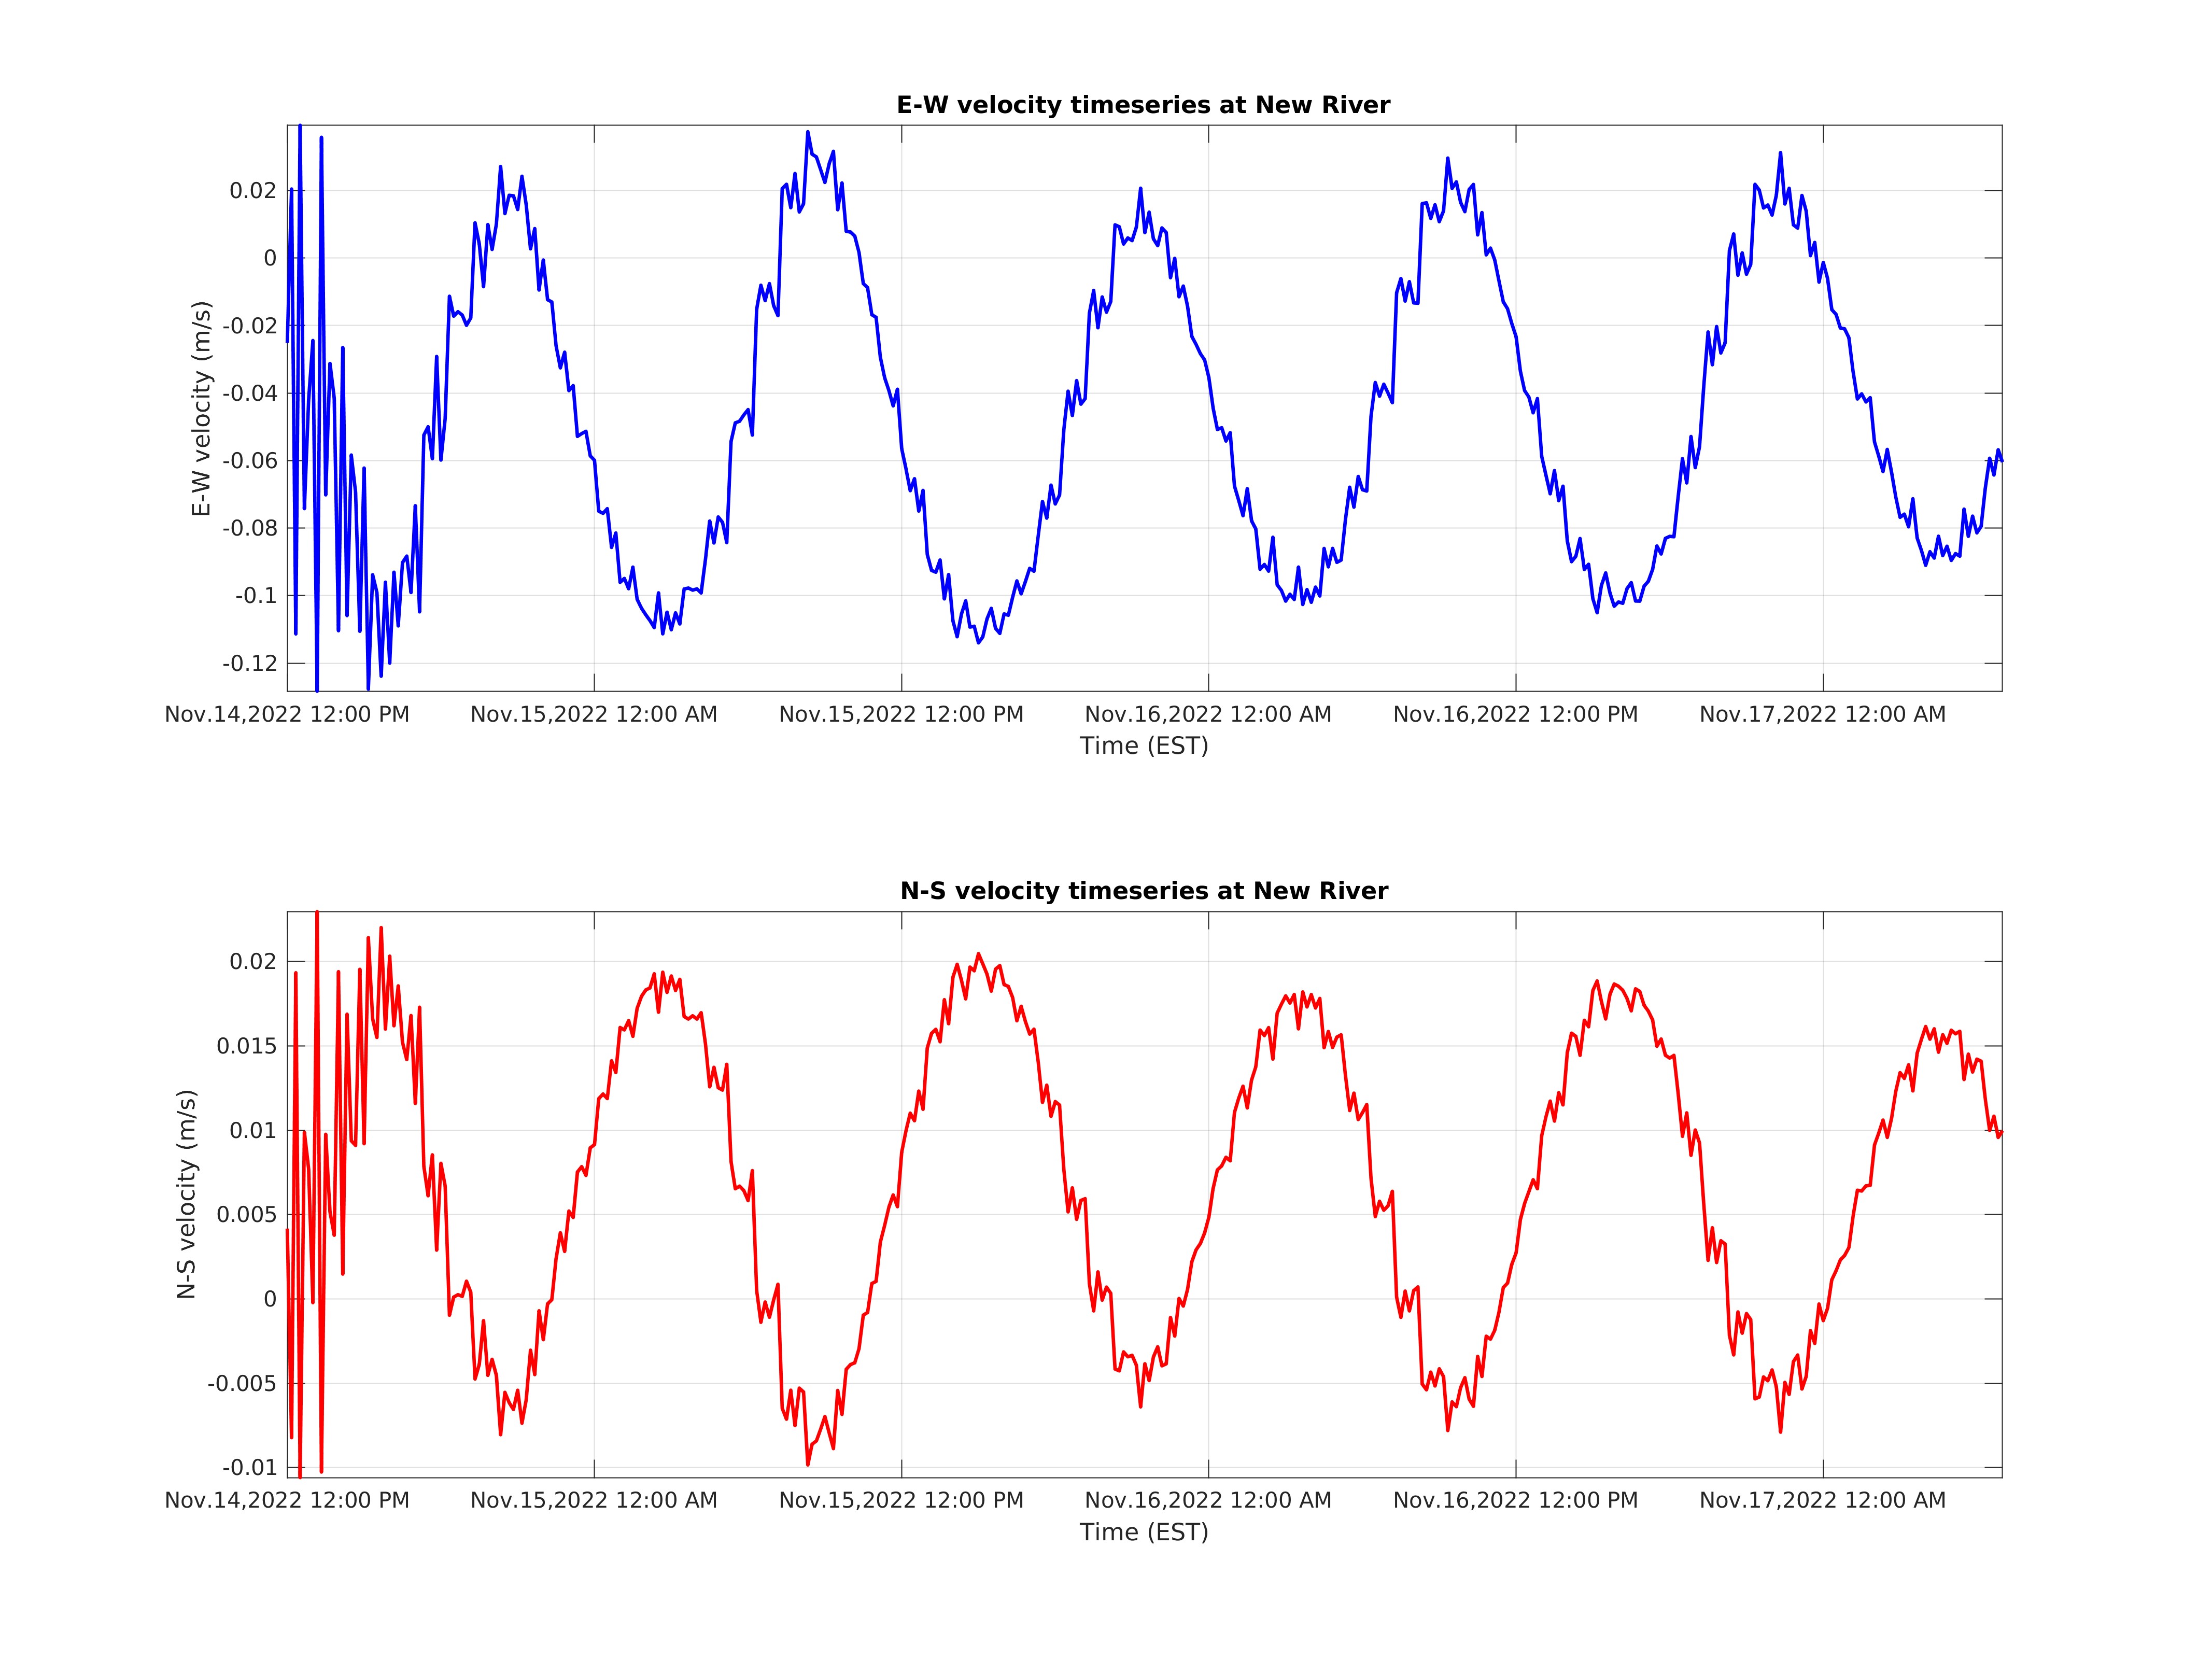 E-W velocity timeseries at New River
E-W velocity (m/s)
0.02
0
-0.02
-0.04
-0.06
-0.08
-0.1
-0.12
Nov.14,2022 12:00 PM Nov.15,2022 12:00 AM Nov.15,2022 12:00 PM Nov.16,2022 12:00 AM Nov.16,2022 12:00 PM Nov.17,2022 12:00 AM
Time (EST)
N-S velocity timeseries at New River
N-S velocity (m/s)
0.02
0.015
0.01
0.005
0
-0.005
-0.01
Nov.14,2022 12:00 PM Nov.15,2022 12:00 AM Nov.15,2022 12:00 PM Nov.16,2022 12:00 AM Nov.16,2022 12:00 PM Nov.17,2022 12:00 AM
Time (EST)